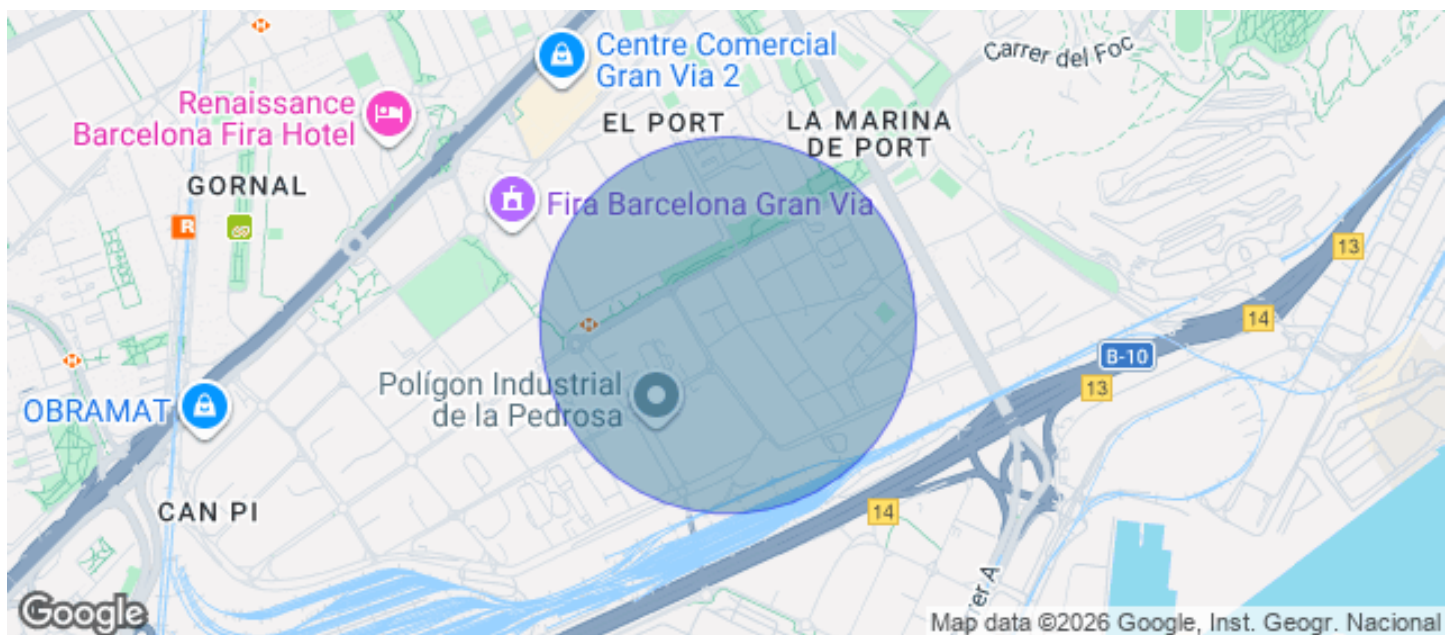 Centre Comercial
Gran Via 2
Carrer del Foc
Renaissance
Barcelona Fira Hotel
EL PORT
LA MARINA
DE PORT
GORNAL
R
Fira Barcelona Gran Via
13
14
B-10
13
Polígon Industrial
de la Pedrosa
OBRAMAT
CAN PI
14
rer A
Google
Map data ©2026 Google, Inst. Geogr. Nacional